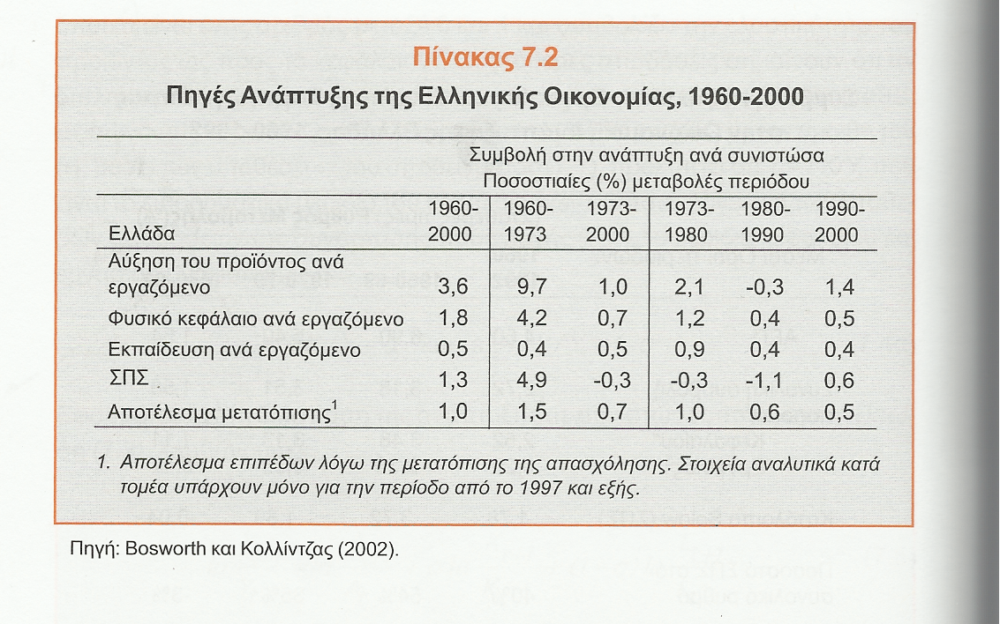 Πίνακας 7.2
Πηγές Ανάπτυξης της Ελληνικής Οικονομίας, 1960-2000
Συμβολή στην ανάπτυξη ανά συνιστώσα
Ποσοστιαίες (%) μεταβολές περιόδου
1960- 1960- 1973- 1973- 1980- 1990-
Ελλάδα 2000 1973 2000 1980 1990 2000
Αύξηση του προϊόντος ανά
εργαζόμενο 3,6 9,7 1,0 2,1 -0,3 1,4
Φυσικό κεφάλαιο ανά εργαζόμενο 1,8 4,2 0,7 1,2 0,4 0,5
Εκπαίδευση ανά εργαζόμενο 0,5 0,4 0,5 0,9 0,4 0,4
ΣΠΣ 1,3 4,9 -0,3 -0,3 -1,1 0,6
Αποτέλεσμα μετατόπισης1 1,0 1,5 0,7 1,0 0,6 0,5
1. Αποτέλεσμα επιπέδων λόγω της μετατόπισης της απασχόλησης. Στοιχεία αναλυτικά κατά
τομέα υπάρχουν μόνο για την περίοδο από το 1997 και εξής.
Πηγή: Bosworth και Κολλίντζας (2002).